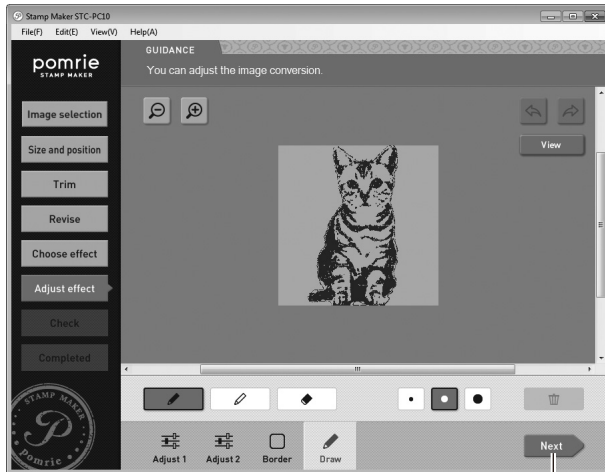 Stamp Maker STC-PC10
File(F) Edit(E) View(V) Help(A)
pomrie
STAMP MAKER
GUIDANCE
You can adjust the image conversion.
Image selection
Size and position
Trim
Revise
Choose effect
Adjust effect
Check
Completed
View
STAMP MAKER
Pomrie
Adjust 1
Adjust 2
Border
Draw
Next